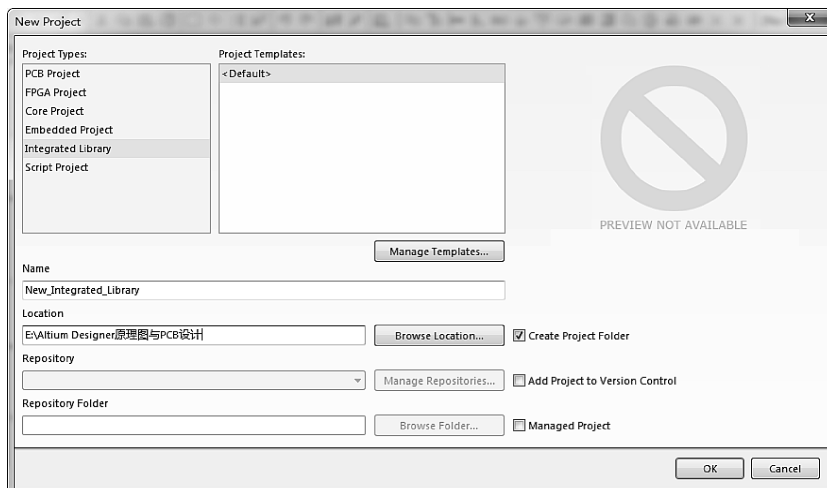 New Project
Project Types:
Project Templates:
PCB Project
FPGA Project
Core Project
Embedded Project
Integrated Library
Script Project
<Default>
PREVIEW NOT AVAILABLE
Manage Templates...
Name
New_Integrated_Library
Location
E:\Altium Designer原理图与PCB设计
Browse Location...
Create Project Folder
Repository
Manage Repositories...
Add Project to Version Control
Repository Folder
Browse Folder...
Managed Project
OK
Cancel